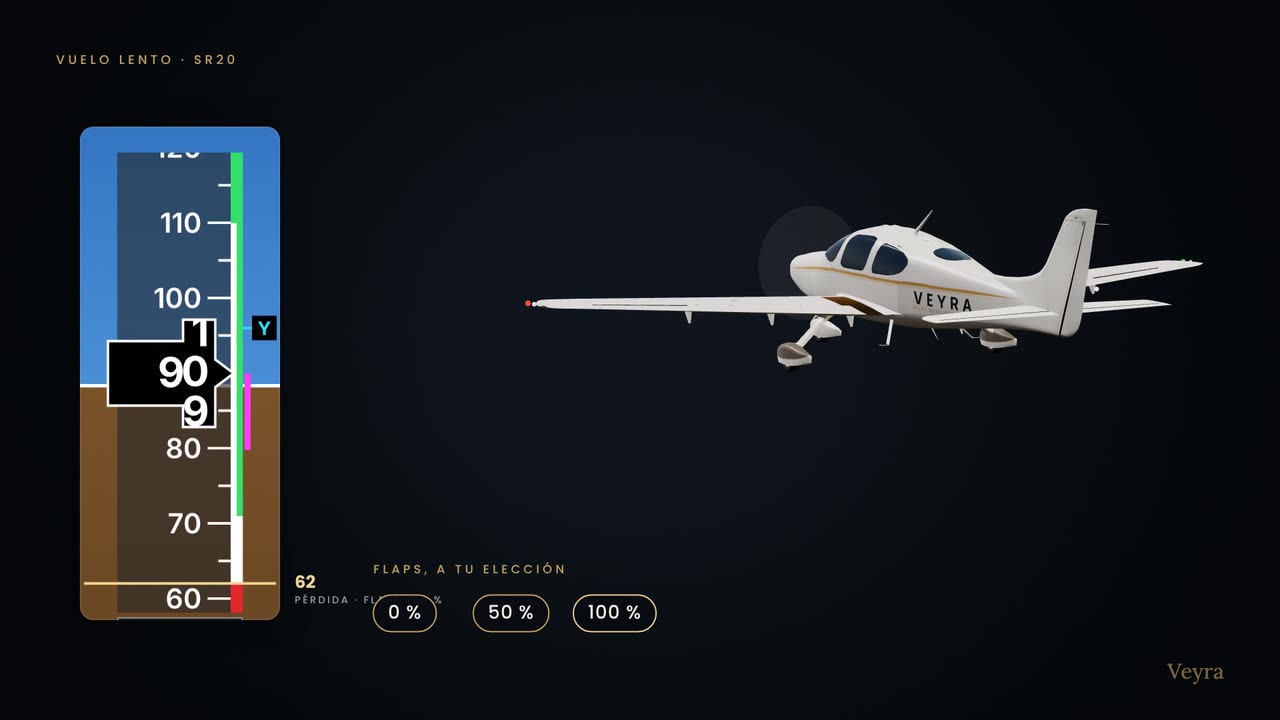 VUELO LENTO · SR20
110
100
Y
1
90
9
80
70
60
62
PÉRDIDA · %
FLAPS, A TU ELECCIÓN
0 %
50 %
100 %
VEYRA
Veyra